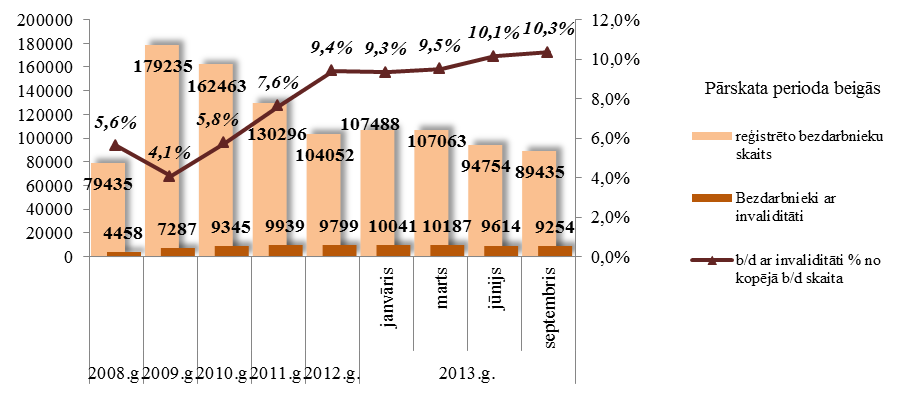 200000
180000
160000
140000
120000
100000
80000
60000
40000
20000
0
12,0%
10,0%
8,0%
6,0%
4,0%
2,0%
0,0%
5,6%
4,1%
5,8%
7,6%
9,4%
9,3%
9,5%
10,1%
10,3%
79435
179235
162463
130296
104052
107488
107063
94754
89435
4458
7287
9345
9939
9799
10041
10187
9614
9254
janvāris
marts
jūnijs
septembris
2008.g.
2009.g.
2010.g.
2011.g.
2012.g.
2013.g.
Pārskata perioda beigās
reģistrēto bezdarbnieku
skaits
Bezdarbnieki ar
invaliditāti
b/d ar invaliditāti % no
kopējā b/d skaita